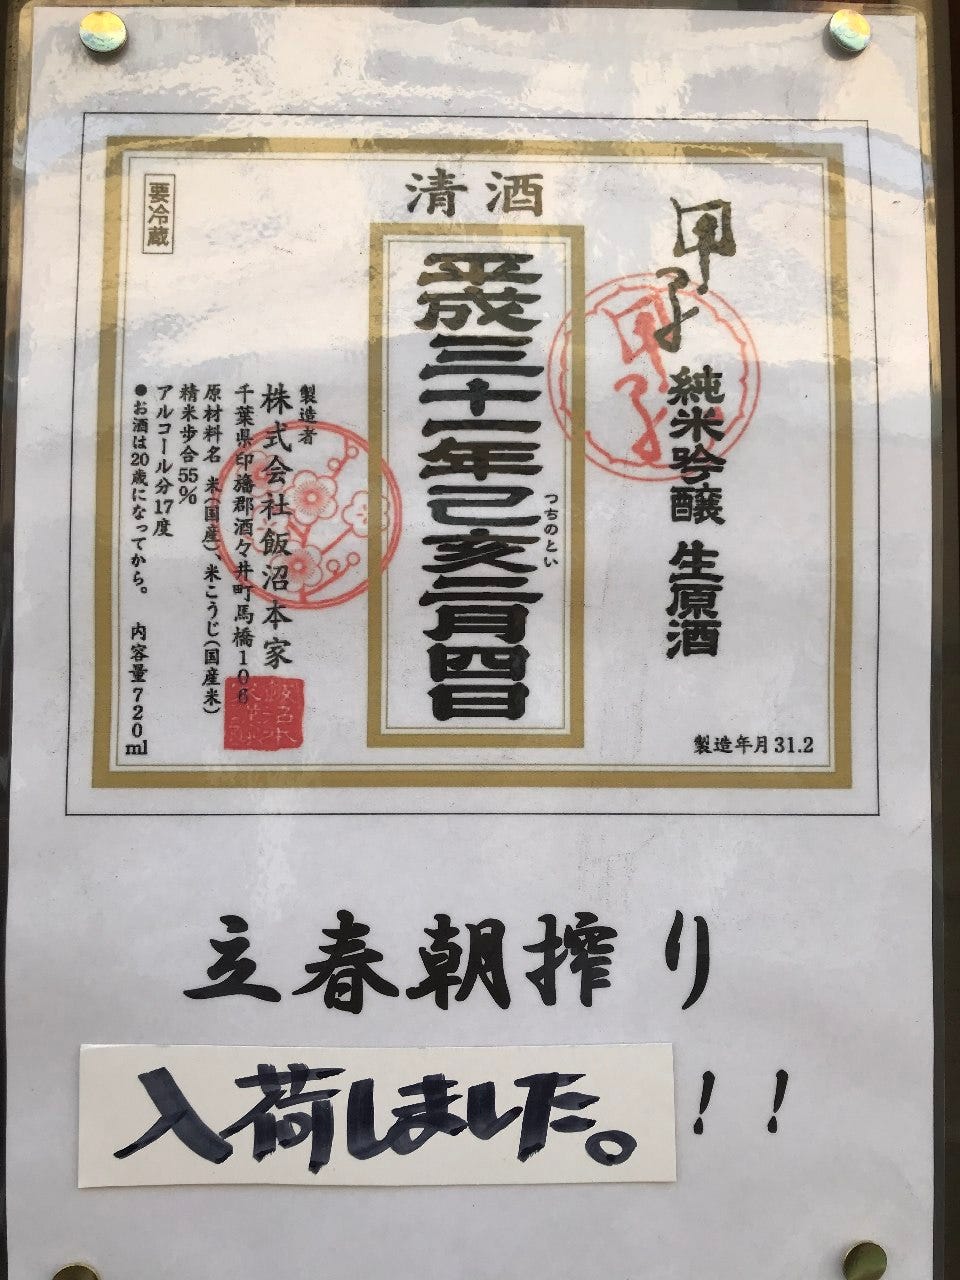 清酒
要冷蔵
甲子
純米吟醸 生原酒
製造年月31.2
甲子
平成三十一年己亥二月四日
つちのとい
製造者
株式会社飯沼本家
千葉県印旛郡酒々井町馬橋106
原材料名 米(国産)、米こうじ(国産米)
精米歩合55%
アルコール分17度
●お酒は20歳になってから。 内容量720ml
立春朝搾り
入荷しました。!!